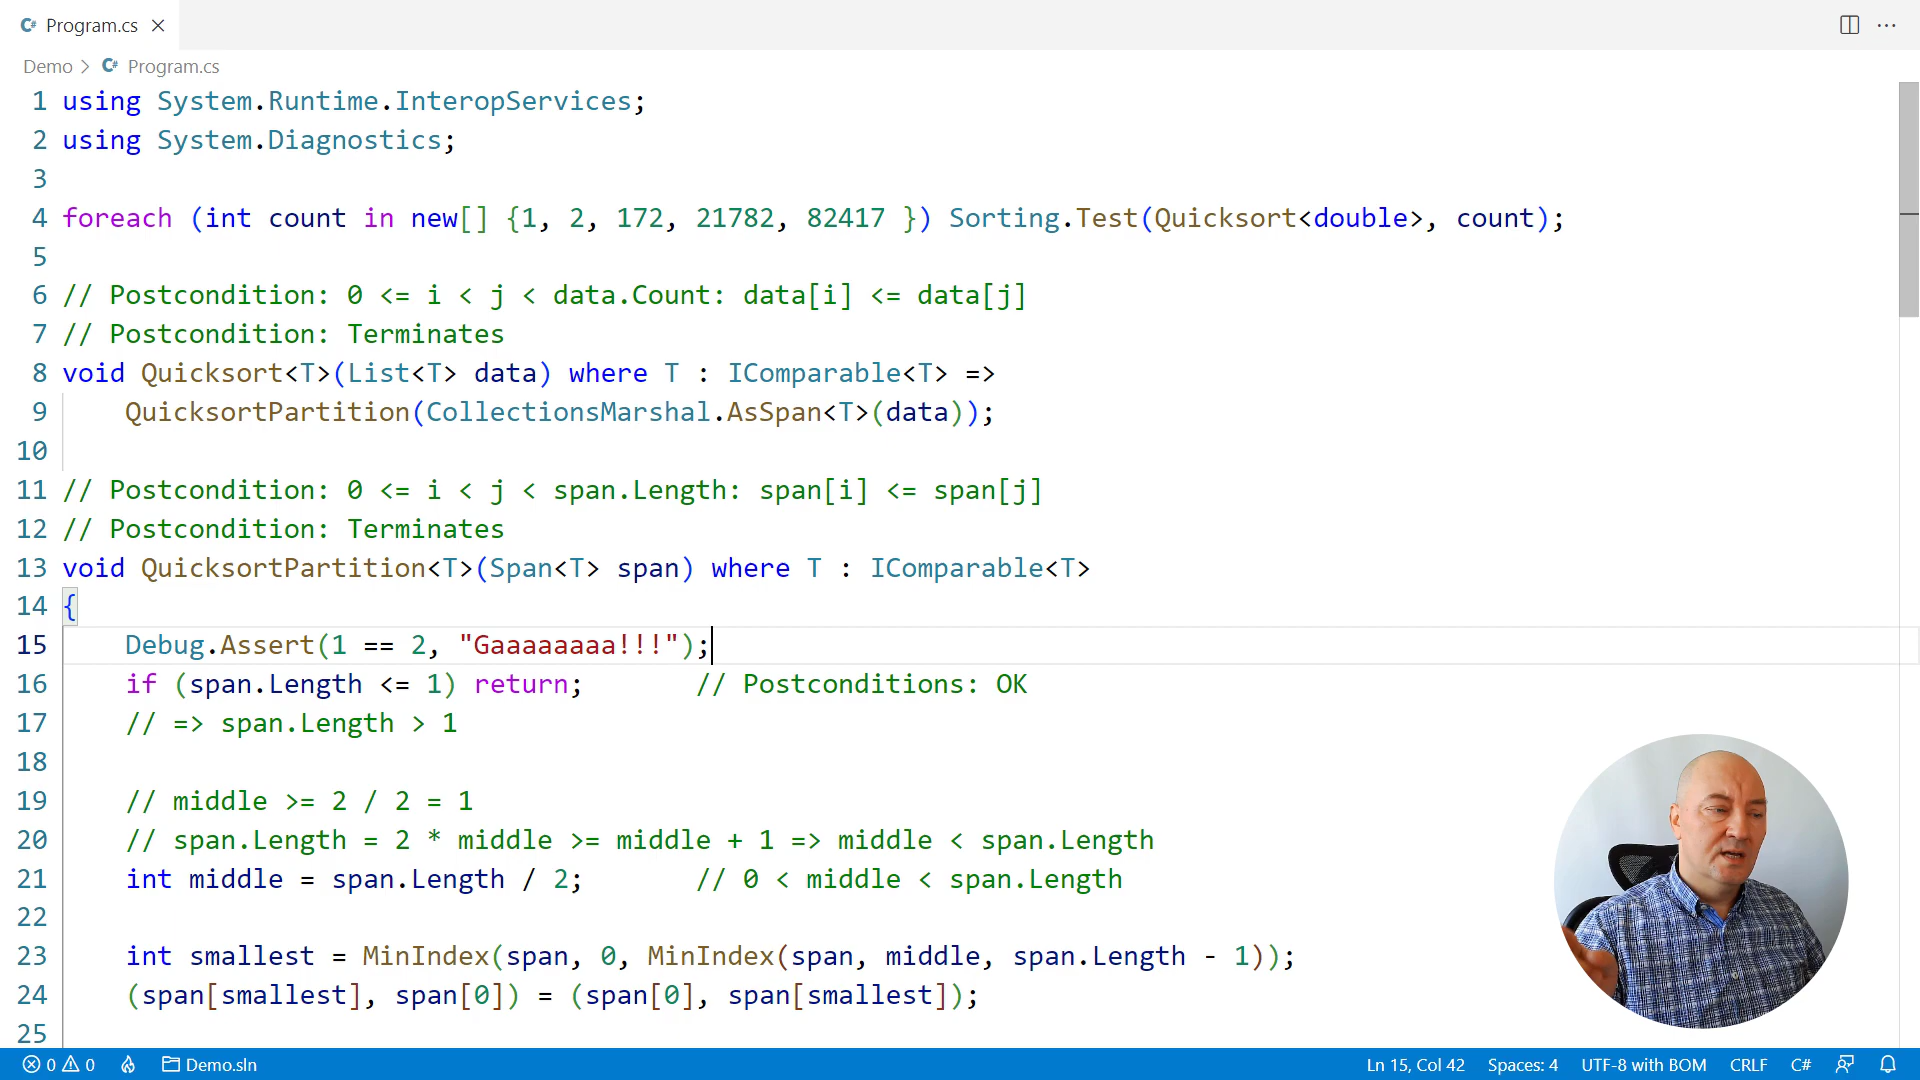 C# Program.cs
Demo > C# Program.cs
1 using System.Runtime.InteropServices;
2 using System.Diagnostics;
3
4 foreach (int count in new[] {1, 2, 172, 21782, 82417 }) Sorting.Test(Quicksort<double>, count);
5
6 // Postcondition: 0 <= i < j < data.Count: data[i] <= data[j]
7 // Postcondition: Terminates
8 void Quicksort<T>(List<T> data) where T : IComparable<T> =>
9     QuicksortPartition(CollectionsMarshal.AsSpan<T>(data));
10
11 // Postcondition: 0 <= i < j < span.Length: span[i] <= span[j]
12 // Postcondition: Terminates
13 void QuicksortPartition<T>(Span<T> span) where T : IComparable<T>
14 {
15     Debug.Assert(1 == 2, "Gaaaaaaaa!!!");
16     if (span.Length <= 1) return;       // Postconditions: OK
17     // => span.Length > 1
18
19     // middle >= 2 / 2 = 1
20     // span.Length = 2 * middle >= middle + 1 => middle < span.Length
21     int middle = span.Length / 2;       // 0 < middle < span.Length
22
23     int smallest = MinIndex(span, 0, MinIndex(span, middle, span.Length - 1));
24     (span[smallest], span[0]) = (span[0], span[smallest]);
25
0 0 Demo.sln Ln 15, Col 42 Spaces: 4 UTF-8 with BOM CRLF C#